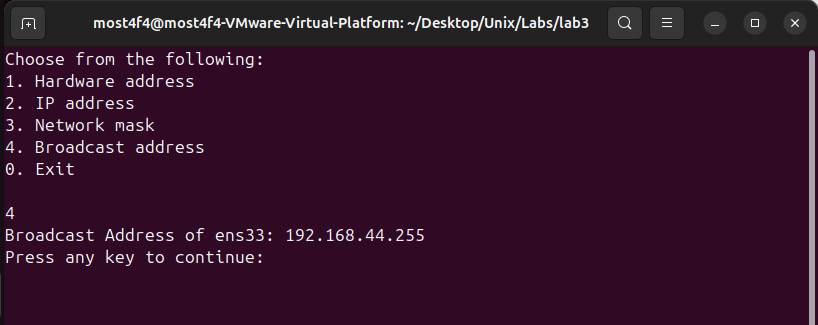 most4f4@most4f4-VMware-Virtual-Platform: ~/Desktop/Unix/Labs/lab3
Choose from the following:
1. Hardware address
2. IP address
3. Network mask
4. Broadcast address
0. Exit
4
Broadcast Address of ens33: 192.168.44.255
Press any key to continue: